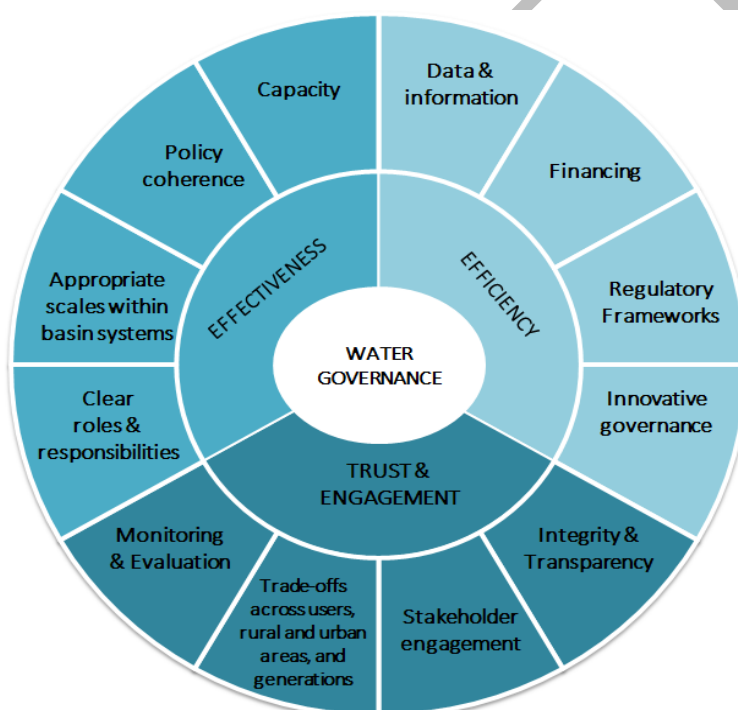 Capacity
Data &
information
Policy
coherence
Financing
Appropriate
scales within
basin systems
EFFECTIVENESS
EFFICIENCY
Regulatory
Frameworks
WATER
GOVERNANCE
Clear
roles &
responsibilities
Innovative
governance
TRUST &
ENGAGEMENT
Monitoring
& Evaluation
Integrity &
Transparency
Trade-offs
across users,
rural and urban
areas, and
generations
Stakeholder
engagement